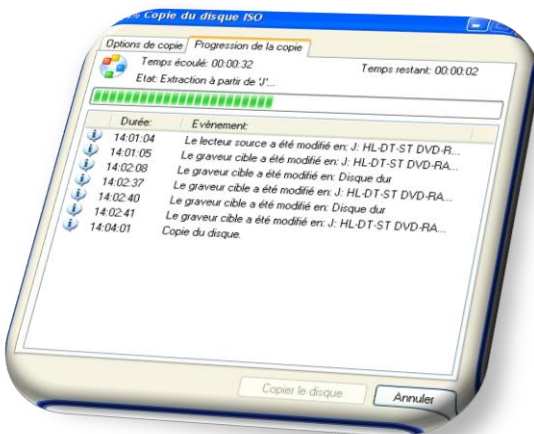 % Copie du disque ISO
Options de copie Progression de la copie
Temps écoulé: 00:00:32 Temps restant: 00:00:02
Etat: Extraction à partir de 'J'...
Durée: Evènement:
14:01:04 Le lecteur source a été modifié en: J: HL-DT-ST DVD-R...
14:01:05 Le graveur cible a été modifié en: J: HL-DT-ST DVD-RA...
14:02:08 Le graveur cible a été modifié en: Disque dur
14:02:37 Le graveur cible a été modifié en: J: HL-DT-ST DVD-RA...
14:02:40 Le graveur cible a été modifié en: Disque dur
14:02:41 Le graveur cible a été modifié en: J: HL-DT-ST DVD-RA...
14:04:01 Copie du disque.
Copier le disque Annuler